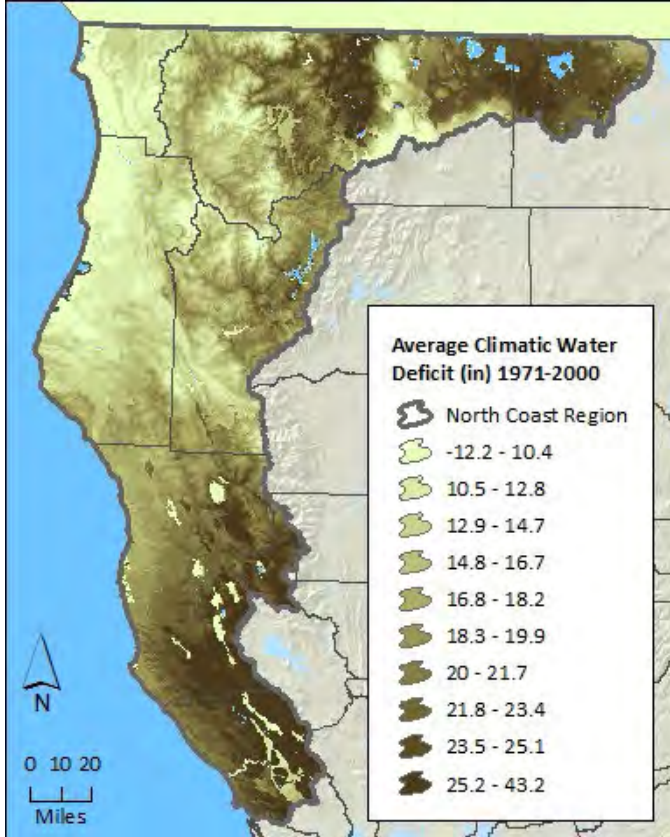 Average Climatic Water
Deficit (in) 1971-2000
North Coast Region
-12.2 - 10.4
10.5 - 12.8
12.9 - 14.7
14.8 - 16.7
16.8 - 18.2
18.3 - 19.9
20 - 21.7
21.8 - 23.4
23.5 - 25.1
25.2 - 43.2
N
0 10 20
Miles